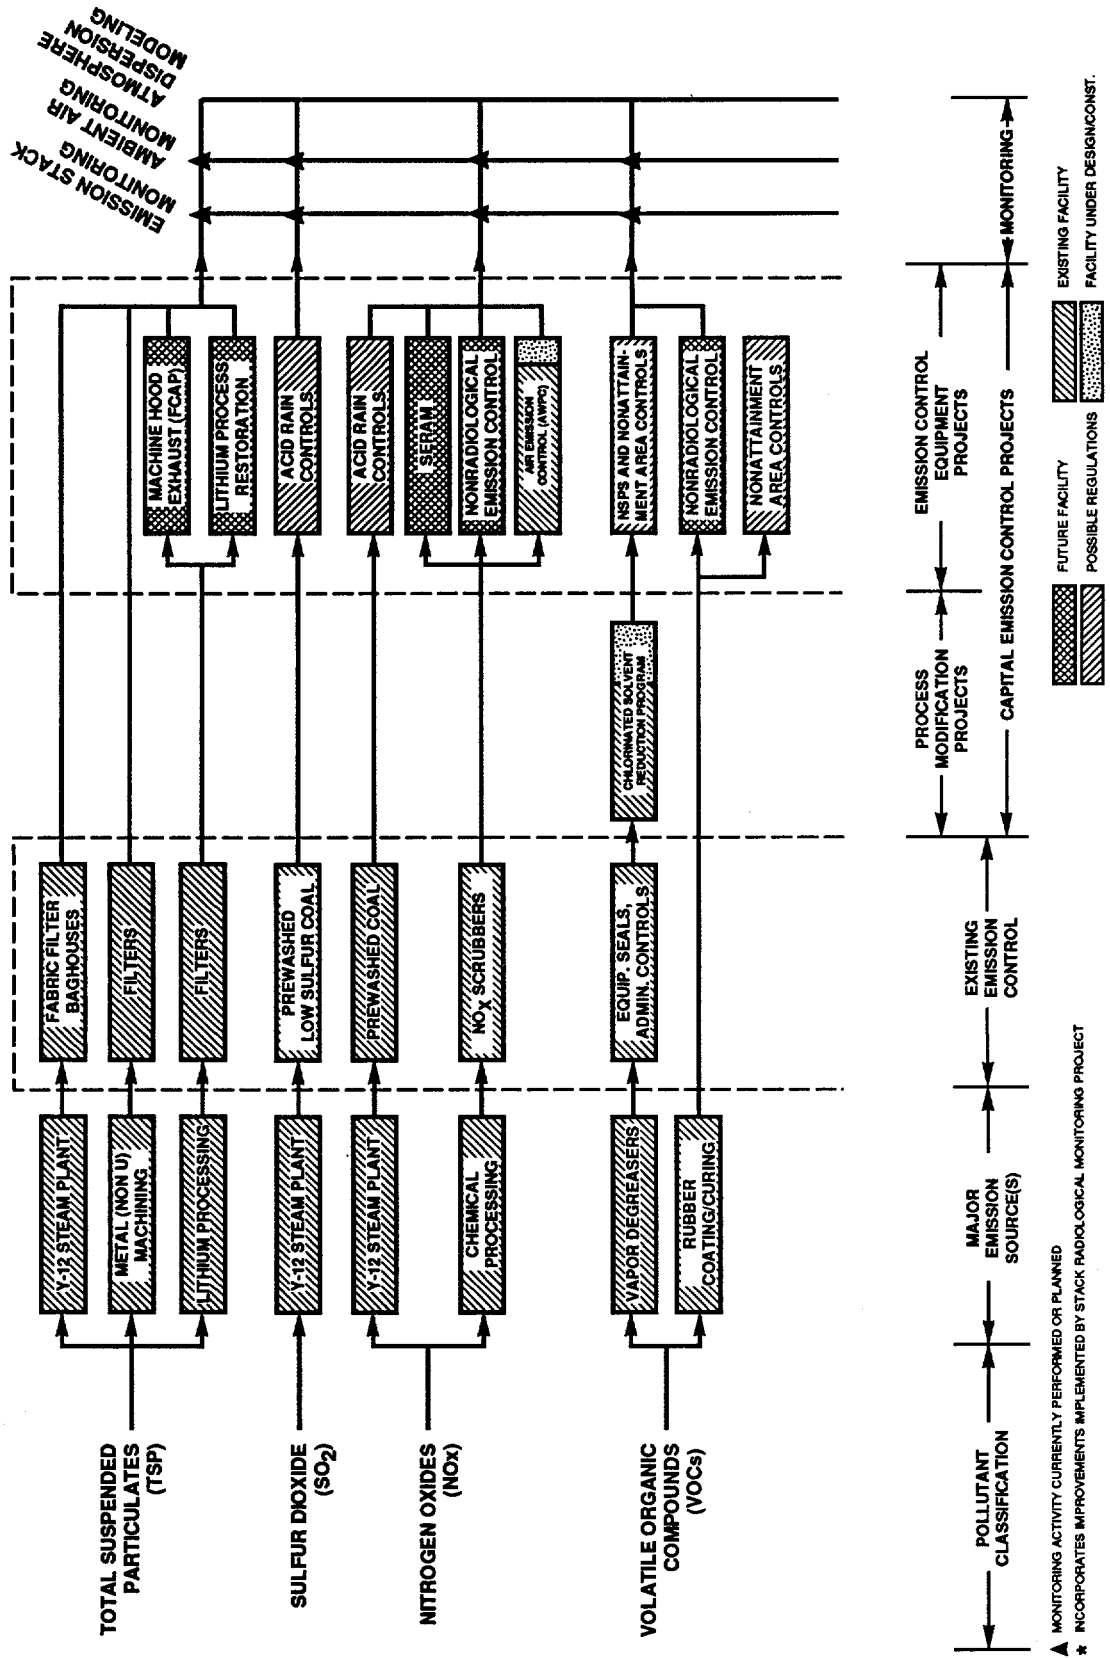 TOTAL SUSPENDED
PARTICULATES
(TSP)
SULFUR DIOXIDE
(SO2)
NITROGEN OXIDES
(NOx)
VOLATILE ORGANIC
COMPOUNDS
(VOCs)
Y-12 STEAM PLANT
METAL (NON U)
MACHINING
LITHIUM PROCESSING
Y-12 STEAM PLANT
Y-12 STEAM PLANT
CHEMICAL
PROCESSING
VAPOR DEGREASERS
RUBBER
COATING/CURING
FABRIC FILTER
BAGHOUSES
FILTERS
FILTERS
PREWASHED
LOW SULFUR COAL
PREWASHED COAL
NOX SCRUBBERS
EQUIP. SEALS,
ADMIN. CONTROLS
CHLORINATED SOLVENT
REDUCTION PROGRAM
MACHINE HOOD
EXHAUST (FCAP)
LITHIUM PROCESS
RESTORATION
ACID RAIN
CONTROLS
ACID RAIN
CONTROLS
SERAM
NONRADIOLOGICAL
EMISSION CONTROL
AIR EMISSION
CONTROL (AWPC)
NSPS AND NONATTAIN-
MENT AREA CONTROLS
NONRADIOLOGICAL
EMISSION CONTROL
NONATTAINMENT
AREA CONTROLS
EMISSION STACK
MONITORING
AMBIENT AIR
MONITORING
ATMOSPHERE
DISPERSION
MODELING
POLLUTANT
CLASSIFICATION
MAJOR
EMISSION
SOURCE(S)
EXISTING
EMISSION
CONTROL
PROCESS
MODIFICATION
PROJECTS
EMISSION CONTROL
EQUIPMENT
PROJECTS
CAPITAL EMISSION CONTROL PROJECTS
MONITORING
▲ MONITORING ACTIVITY CURRENTLY PERFORMED OR PLANNED
* INCORPORATES IMPROVEMENTS IMPLEMENTED BY STACK RADIOLOGICAL MONITORING PROJECT
FUTURE FACILITY
POSSIBLE REGULATIONS
EXISTING FACILITY
FACILITY UNDER DESIGN/CONST.